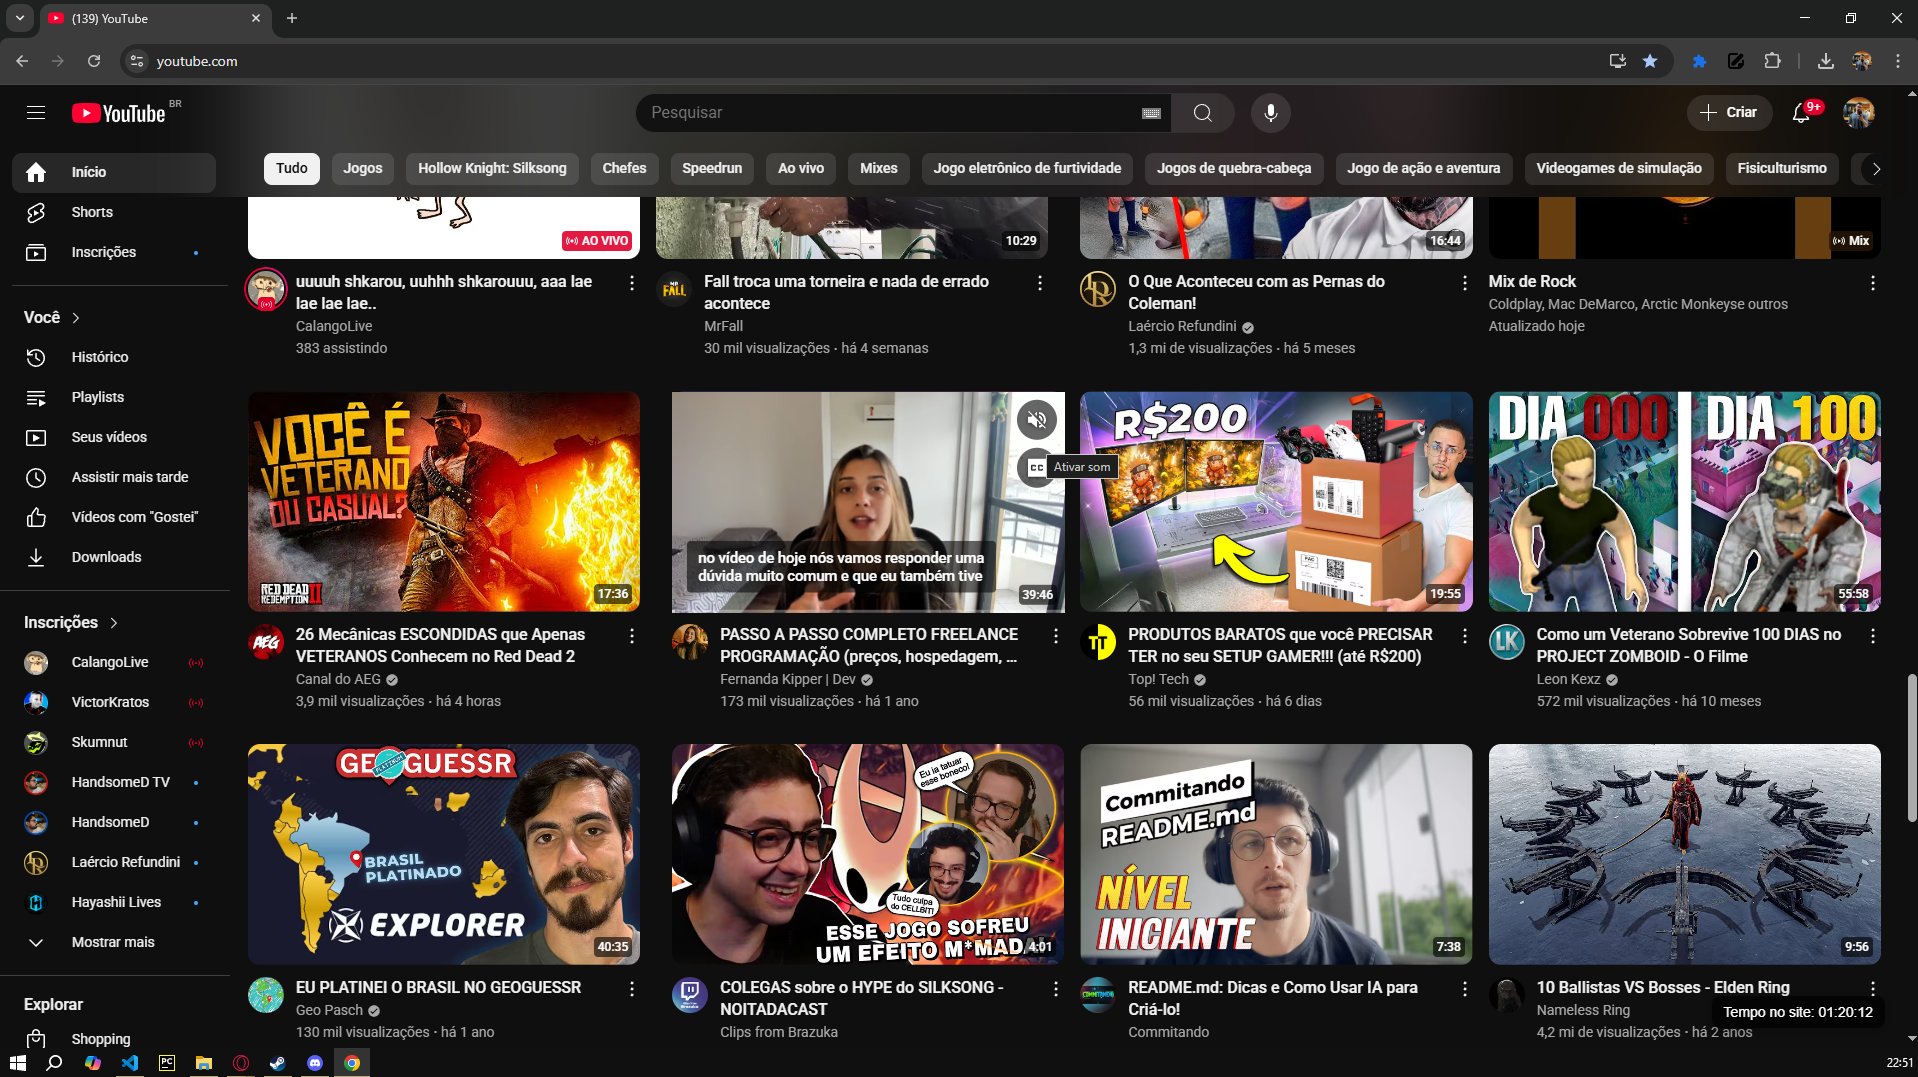 (139) YouTube
youtube.com
YouTube BR
Pesquisar
Criar
9+
Início
Shorts
Inscrições
Você
Histórico
Playlists
Seus vídeos
Assistir mais tarde
Vídeos com "Gostei"
Downloads
Inscrições
CalangoLive
VictorKratos
Skumnut
HandsomeD TV
HandsomeD
Laércio Refundini
Hayashii Lives
Mostrar mais
Explorar
Shopping
Tudo
Jogos
Hollow Knight: Silksong
Chefes
Speedrun
Ao vivo
Mixes
Jogo eletrônico de furtividade
Jogos de quebra-cabeça
Jogo de ação e aventura
Videogames de simulação
Fisiculturismo
AO VIVO
uuuuh shkarou, uuhhh shkarouuu, aaa lae
lae lae lae..
CalangoLive
383 assistindo
10:29
MR FALL
Fall troca uma torneira e nada de errado
acontece
MrFall
30 mil visualizações • há 4 semanas
16:44
O Que Aconteceu com as Pernas do
Coleman!
Laércio Refundini
1,3 mi de visualizações • há 5 meses
Mix
Mix de Rock
Coldplay, Mac DeMarco, Arctic Monkeyse outros
Atualizado hoje
VOCÊ É
VETERANO
OU CASUAL?
RED DEAD
REDEMPTION II
17:36
AEG
26 Mecânicas ESCONDIDAS que Apenas
VETERANOS Conhecem no Red Dead 2
Canal do AEG
3,9 mil visualizações • há 4 horas
CC
Ativar som
no vídeo de hoje nós vamos responder uma
dúvida muito comum e que eu também tive
39:46
PASSO A PASSO COMPLETO FREELANCE
PROGRAMAÇÃO (preços, hospedagem, ...
Fernanda Kipper | Dev
173 mil visualizações • há 1 ano
R$200
PAC
19:55
TT
PRODUTOS BARATOS que você PRECISAR
TER no seu SETUP GAMER!!! (até R$200)
Top! Tech
56 mil visualizações • há 6 dias
DIA 000
DIA 100
55:58
LK
Como um Veterano Sobrevive 100 DIAS no
PROJECT ZOMBOID - O Filme
Leon Kexz
572 mil visualizações • há 10 meses
GEOGUESSR
PLATINUM
BRASIL
PLATINADO
EXPLORER
40:35
EU PLATINEI O BRASIL NO GEOGUESSR
Geo Pasch
130 mil visualizações • há 1 ano
Eu ia tatuar
esse boneco!
Tudo culpa
do CELLBIT!
ESSE JOGO SOFREU
UM EFEITO M*MAD
4:01
COLEGAS sobre o HYPE do SILKSONG -
NOITADACAST
Clips from Brazuka
Commitando
README.md
NÍVEL
INICIANTE
7:38
COMMITANDO
README.md: Dicas e Como Usar IA para
Criá-lo!
Commitando
9:56
10 Ballistas VS Bosses - Elden Ring
Nameless Ring
4,2 mi de visualizações • há 2 anos
Tempo no site: 01:20:12
PC
22:51